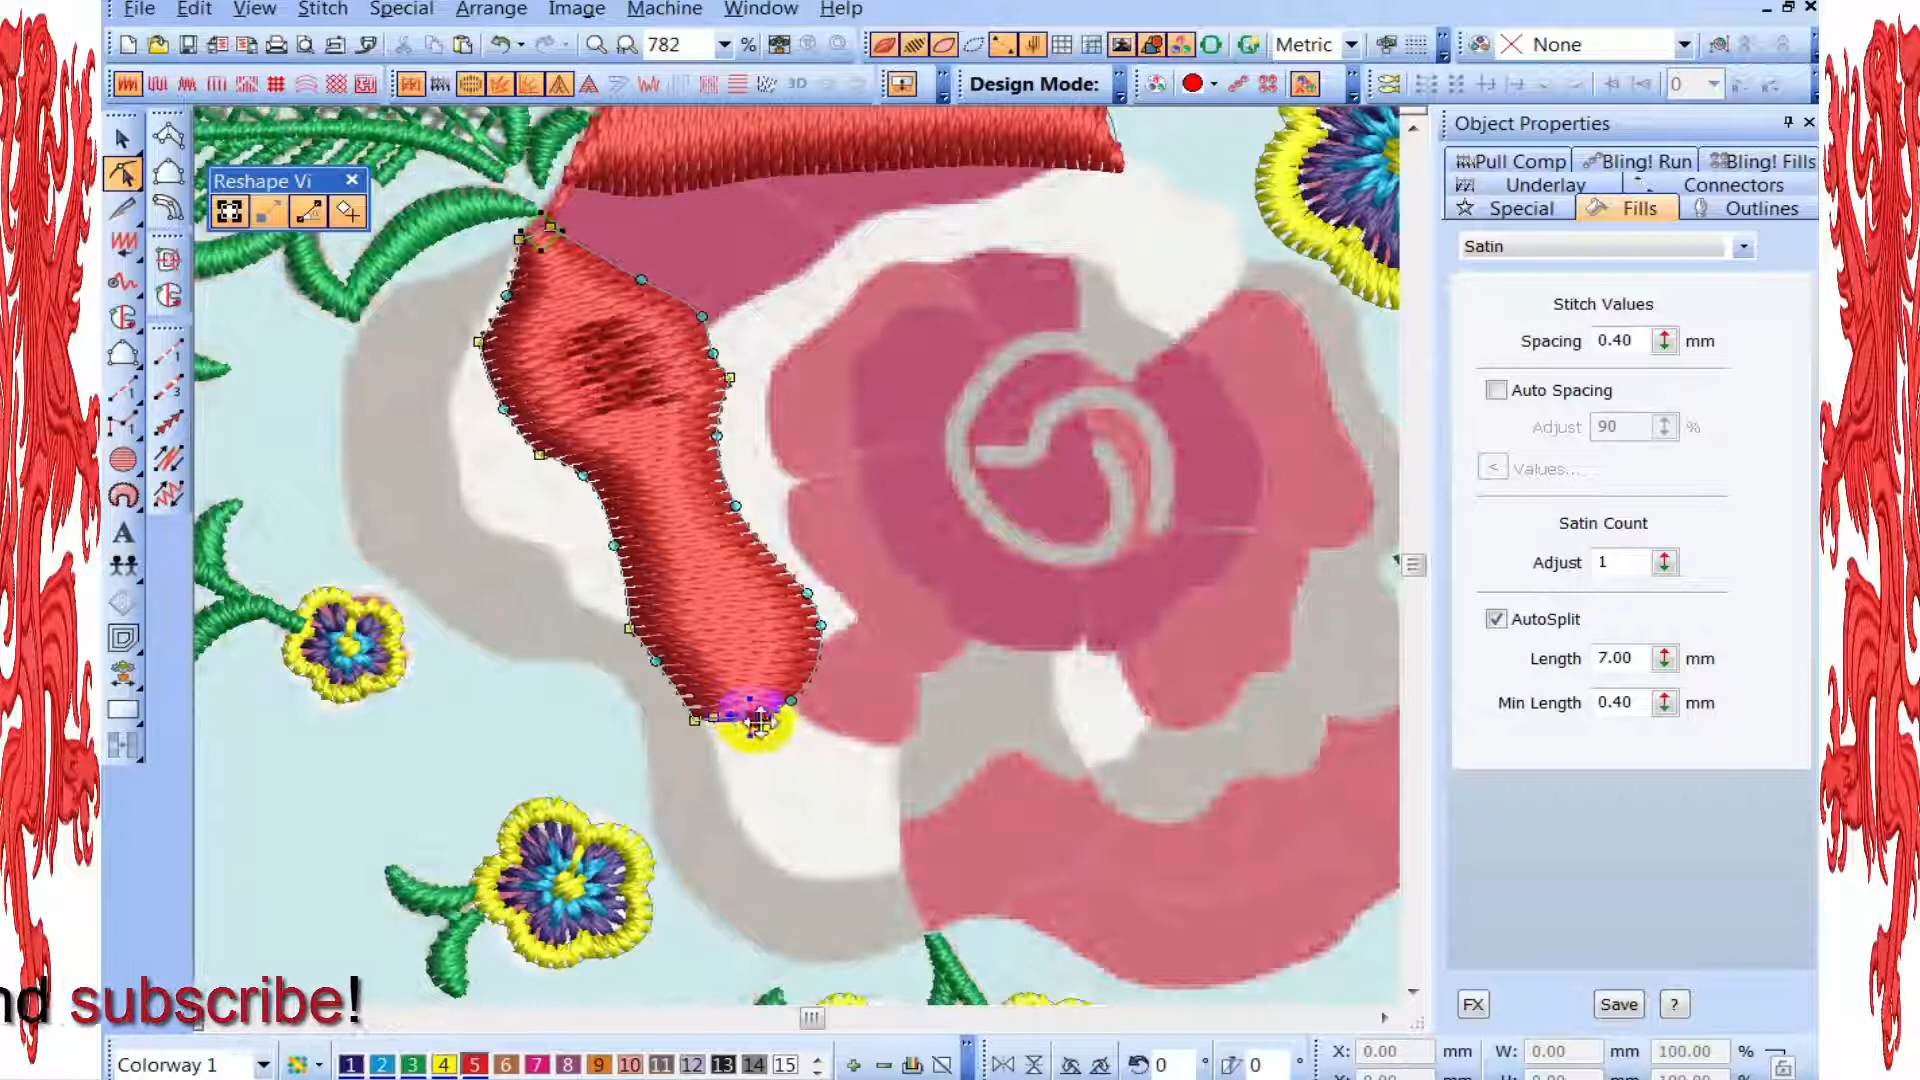 File Edit View Stitch Special Arrange Image Machine Window Help
782 % Metric None
3D Design Mode: 0
Object Properties
Reshape Vi
Pull Comp Bling! Run Bling! Fills
Underlay Connectors
Special Fills Outlines
Satin
Stitch Values
Spacing 0.40 mm
Auto Spacing
Adjust 90 %
< Values...
Satin Count
Adjust 1
AutoSplit
Length 7.00 mm
Min Length 0.40 mm
nd subscribe!
FX Save ?
Colorway 1 1 2 3 4 5 6 7 8 9 10 11 12 13 14 15 0 ° 0 ° X: 0.00 mm W: 0.00 mm 100.00 %